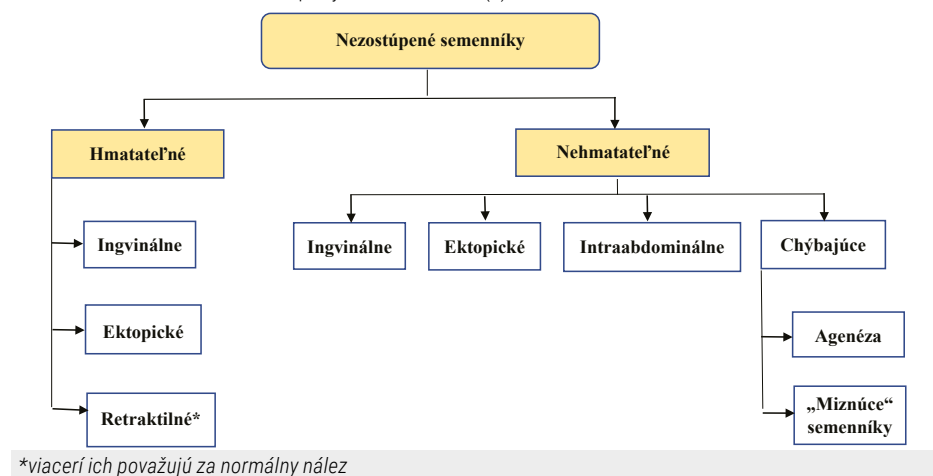 Nezostúpené semenníky
Hmatateľné
Nehmatateľné
Ingvinálne
Ektopické
Retraktilné*
Ingvinálne
Ektopické
Intraabdominálne
Chýbajúce
Agenéza
„Miznúce“
semenníky
*viacerí ich považujú za normálny nález